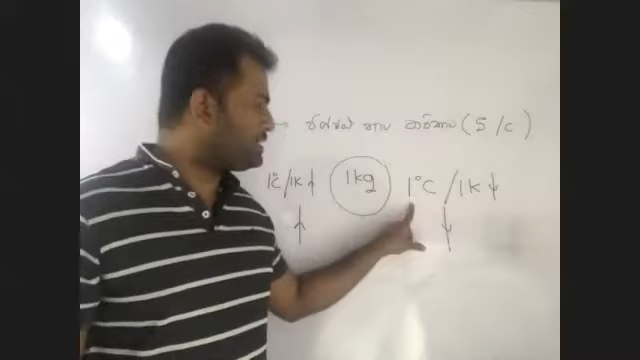 → විශිෂ්ට තාප ධාරිතාව (S/C)
1°C/1K ↑ 1kg 1°C/1K ↓
↑ ↓